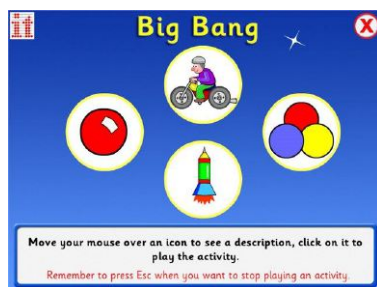 it
Big Bang
X
Move your mouse over an icon to see a description, click on it to
play the activity.
Remember to press Esc when you want to stop playing an activity.